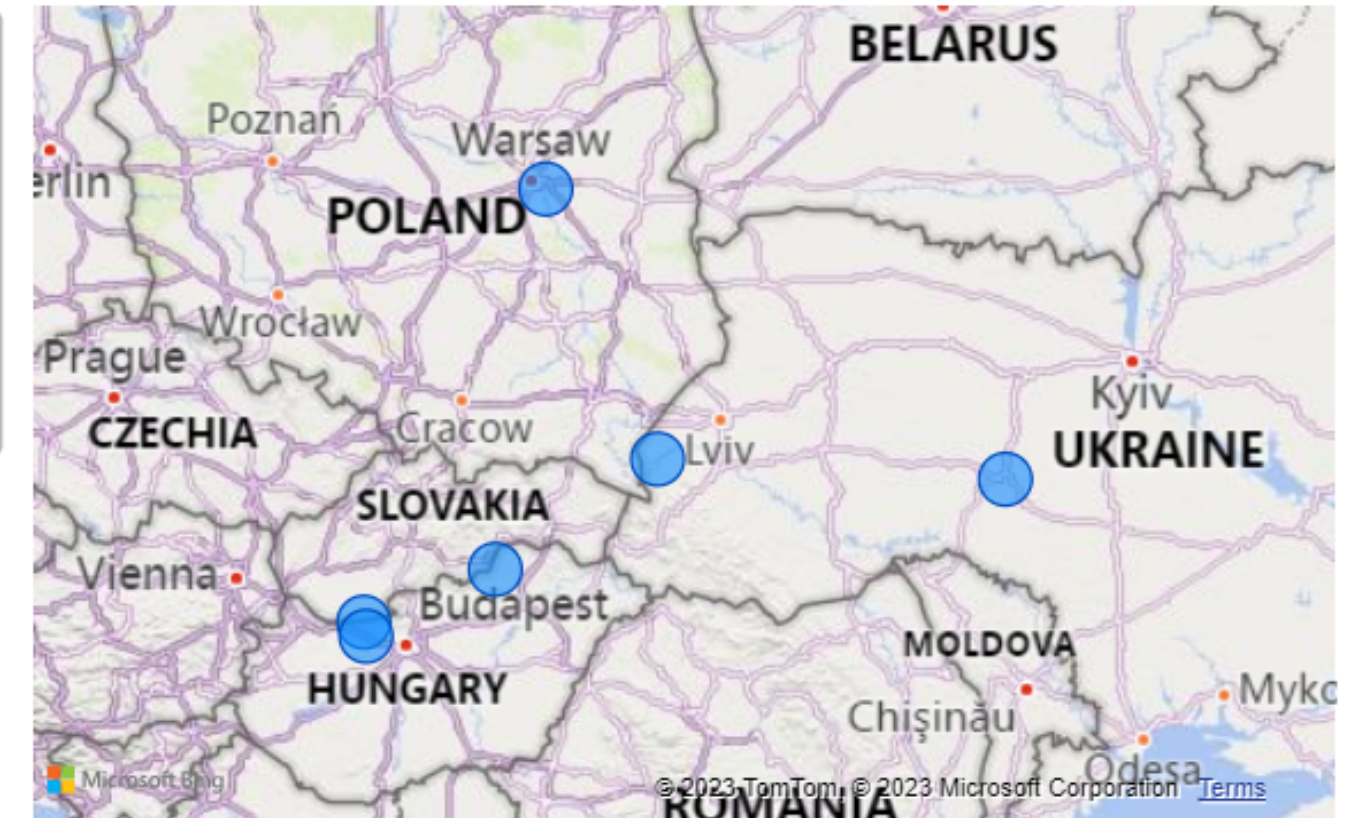 BELARUS
Poznań
Warsaw
erlin
POLAND
Wrocław
Prague
Kyiv
CZECHIA
Cracow
Lviv
UKRAINE
SLOVAKIA
Vienna
Budapest
MOLDOVA
HUNGARY
Chişinău
Myko
Odesa
Microsoft Bing
© 2023 TomTom, © 2023 Microsoft Corporation Terms
ROMANIA